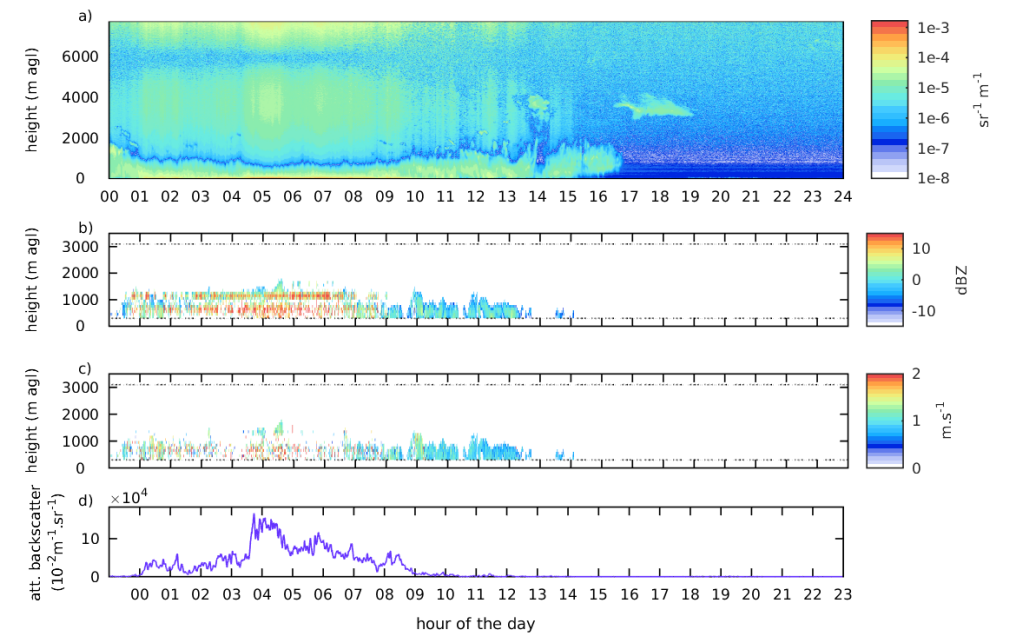 a)
height (m agl)
6000
4000
2000
0
00 01 02 03 04 05 06 07 08 09 10 11 12 13 14 15 16 17 18 19 20 21 22 23 24
1e-3
1e-4
1e-5
1e-6
1e-7
1e-8
sr⁻¹ m⁻¹
b)
height (m agl)
3000
2000
1000
0
10
0
-10
dBZ
c)
height (m agl)
3000
2000
1000
0
2
1
0
m.s⁻¹
d)
×10⁴
att. backscatter
(10⁻²m⁻¹.sr⁻¹)
10
0
00 01 02 03 04 05 06 07 08 09 10 11 12 13 14 15 16 17 18 19 20 21 22 23
hour of the day